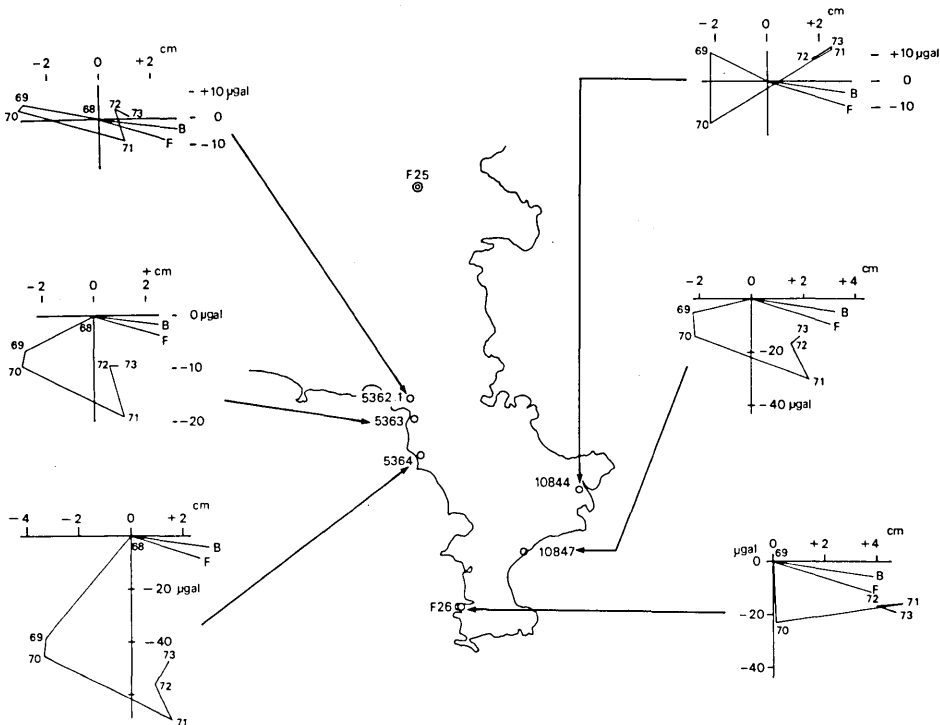 -2 0 +2 cm
- +10 μgal
69
68
72
73
- 0
70
B
F
71
- -10
-2 0 +2 cm
73
69
72
71
- +10 μgal
- 0
B
F
- -10
70
F25
+ cm
-2 0 2
- 0 μgal
68
B
F
69
70
72
73
- -10
71
- -20
-2 0 +2 +4 cm
69
B
F
70
73
-20
72
71
-40 μgal
5362.1
5363
5364
10844
10847
F26
-4 -2 0 +2 cm
68
B
F
-20 μgal
69
-40
70
73
72
71
0 +2 +4 cm
μgal
69
0
B
F
72
71
-20
70
73
-40